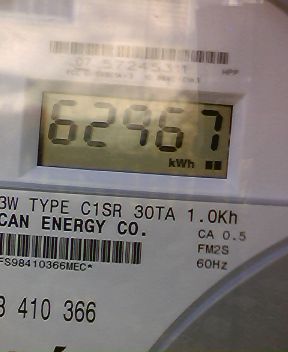 62967
kWh
3W TYPE C1SR 30TA 1.0Kh
CAN ENERGY CO.
CA 0.5
FM2S
FS98410366MEC*
60Hz
3 410 366